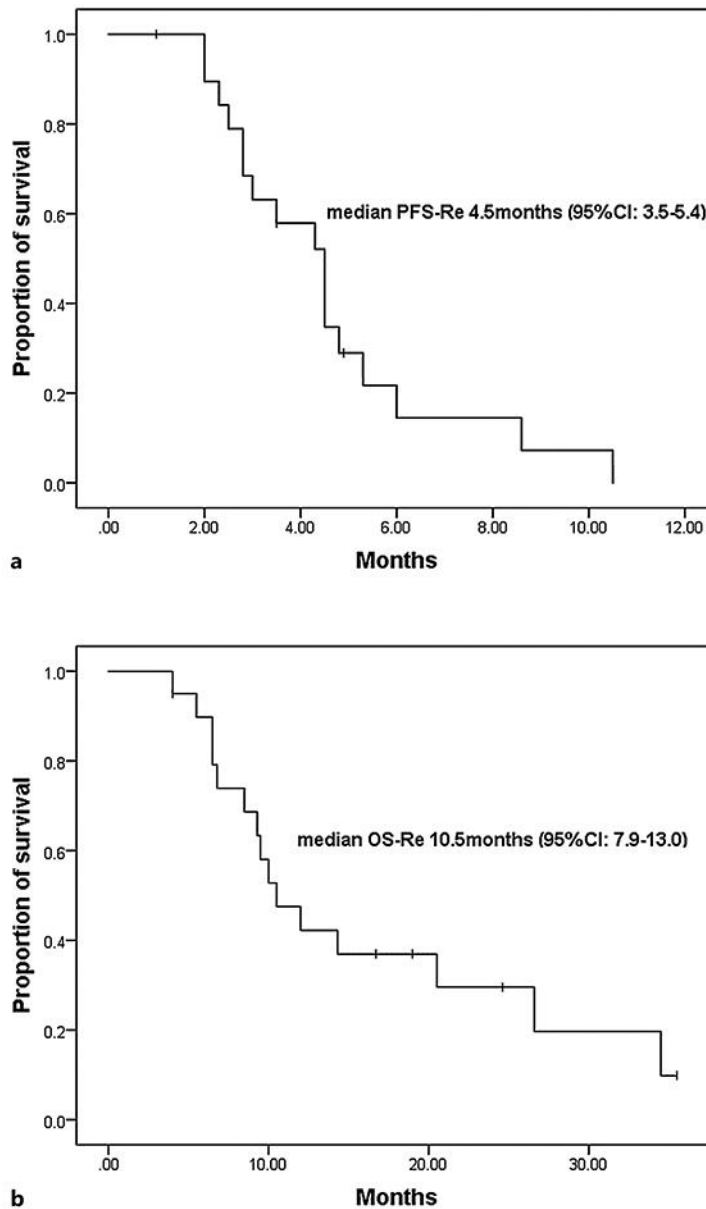 1.0
0.8
0.6
0.4
0.2
0.0
Proportion of survival
median PFS-Re 4.5months (95%CI: 3.5-5.4)
.00 2.00 4.00 6.00 8.00 10.00 12.00
Months
a
1.0
0.8
0.6
0.4
0.2
0.0
Proportion of survival
median OS-Re 10.5months (95%CI: 7.9-13.0)
.00 10.00 20.00 30.00
Months
b